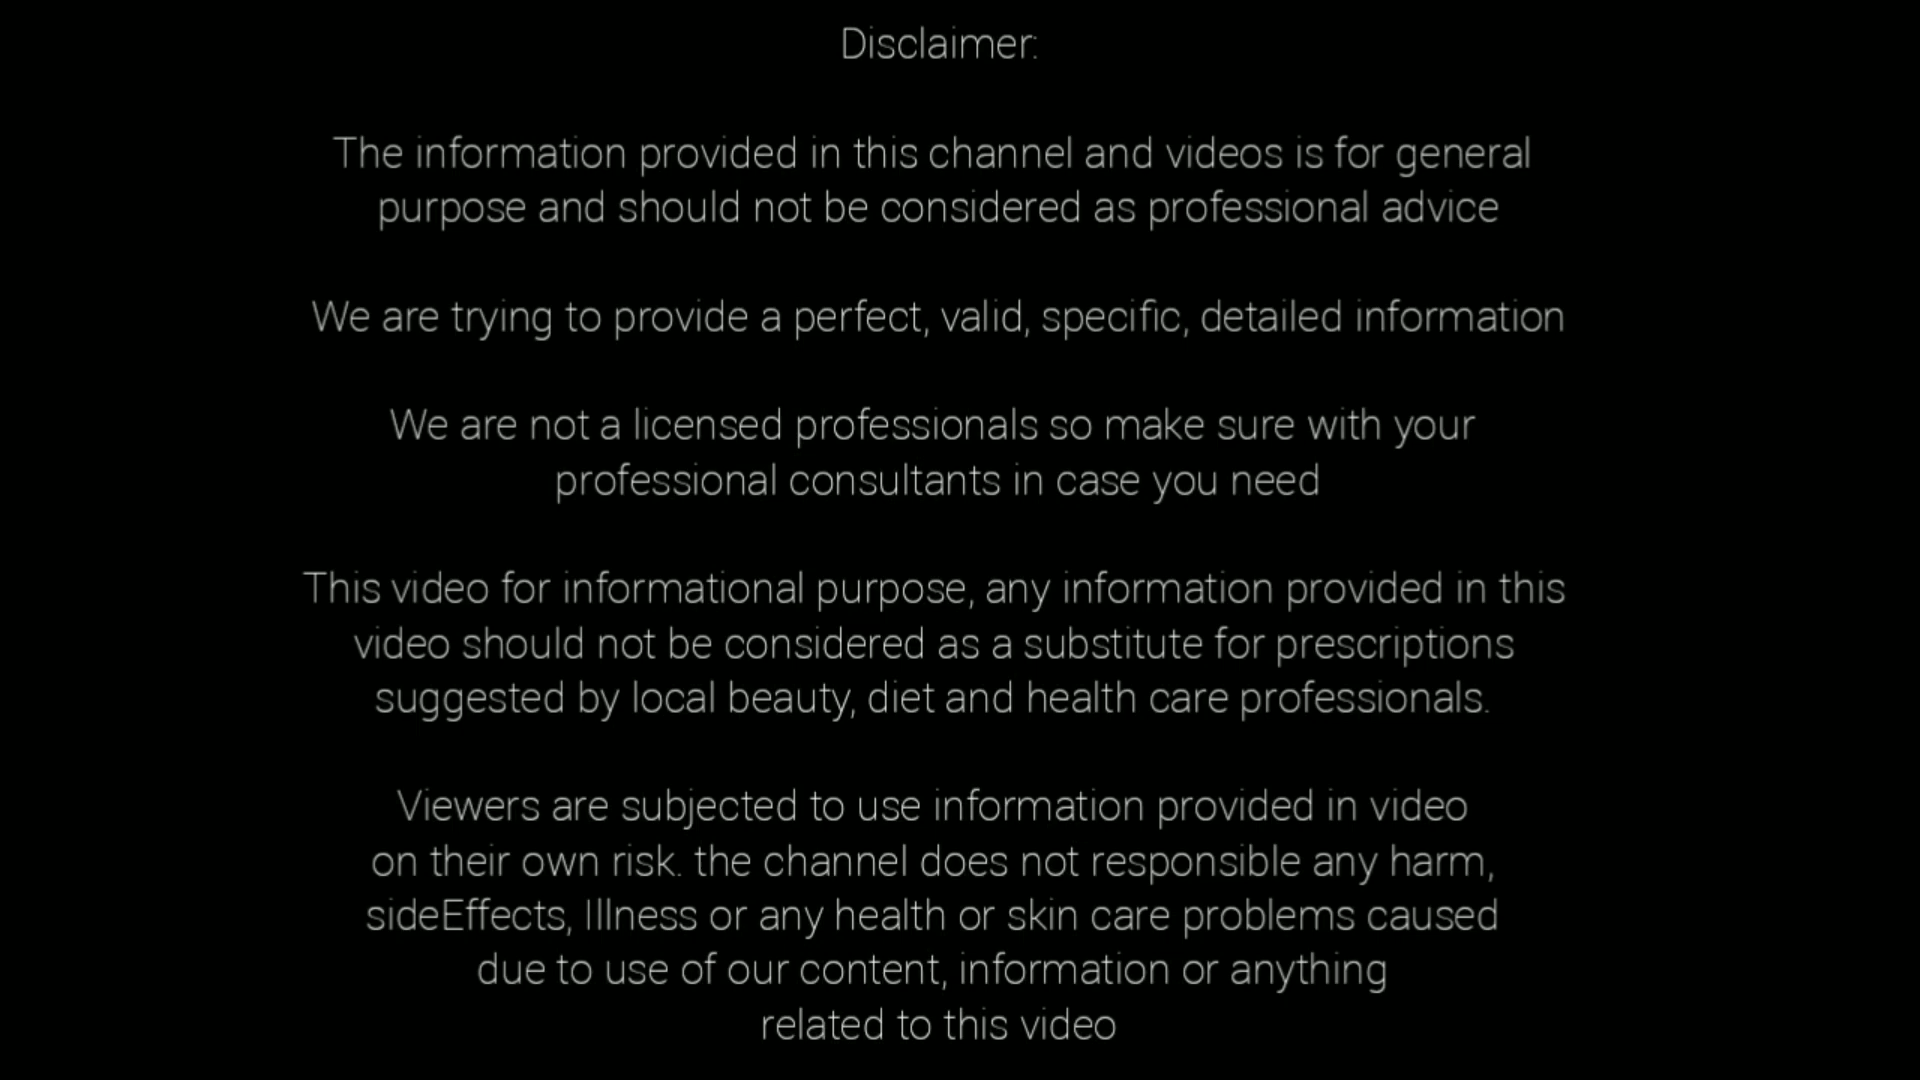 Disclaimer:
The information provided in this channel and videos is for general
purpose and should not be considered as professional advice
We are trying to provide a perfect, valid, specific, detailed information
We are not a licensed professionals so make sure with your
professional consultants in case you need
This video for informational purpose, any information provided in this
video should not be considered as a substitute for prescriptions
suggested by local beauty, diet and health care professionals.
Viewers are subjected to use information provided in video
on their own risk. the channel does not responsible any harm,
sideEffects, Illness or any health or skin care problems caused
due to use of our content, information or anything
related to this video